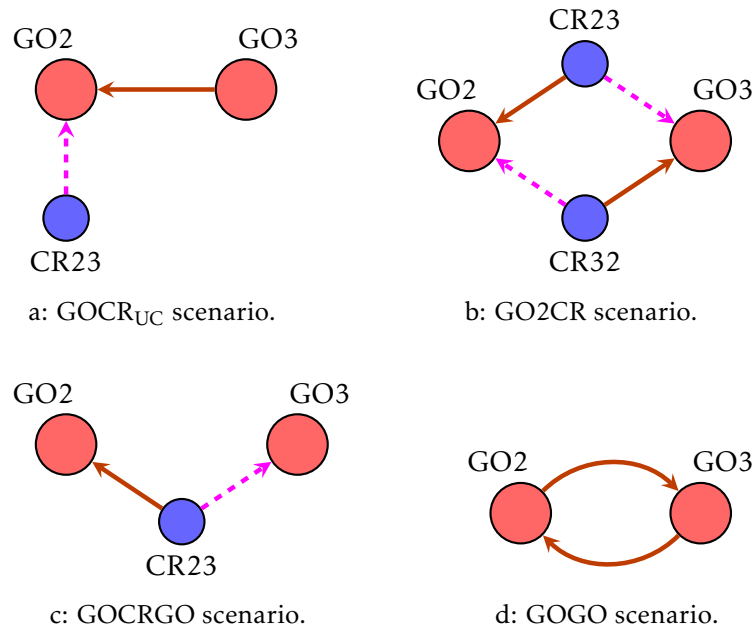 GO2 GO3
CR23
a: GOCR_UC scenario.
CR23
GO2 GO3
CR32
b: GO2CR scenario.
GO2 GO3
CR23
c: GOCRGO scenario.
GO2 GO3
d: GOGO scenario.